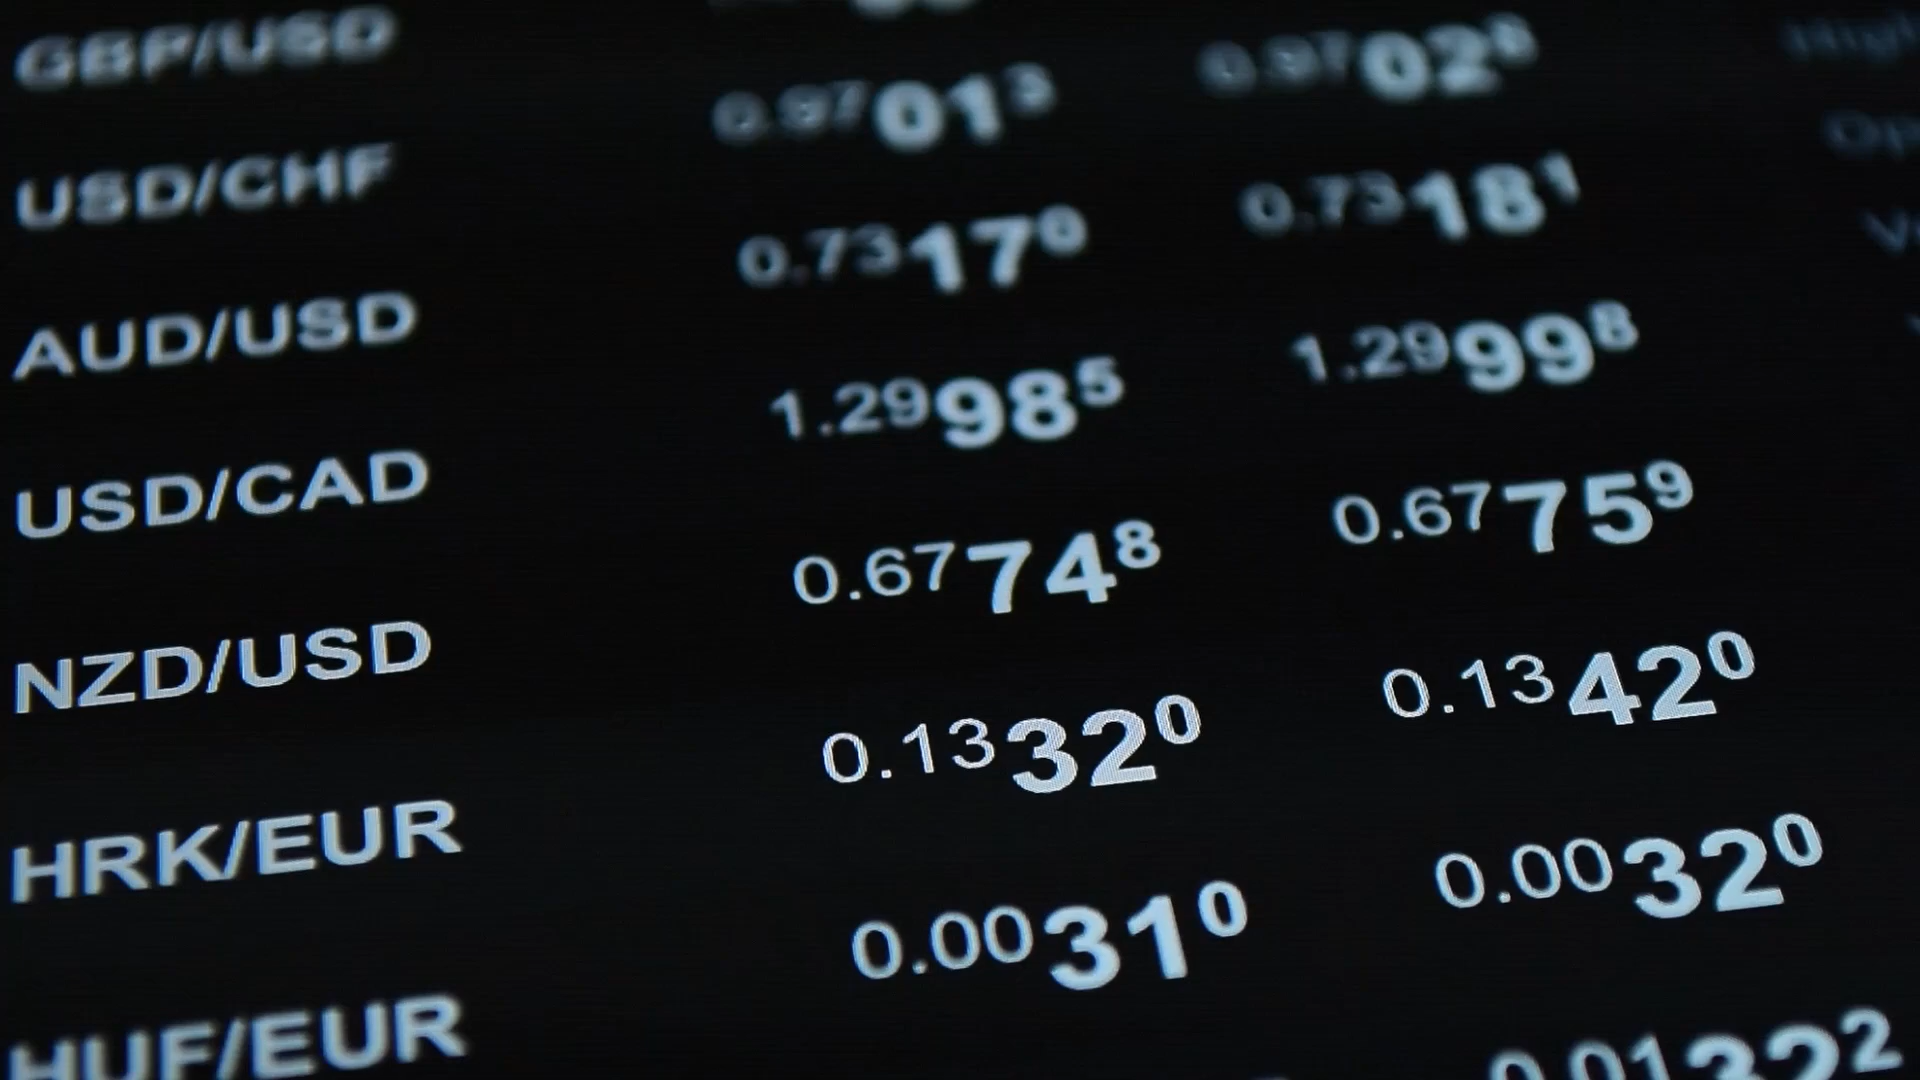 GBP/USD
USD/CHF 0.97013 0.97028
AUD/USD 0.73170 0.73181
USD/CAD 1.29985 1.29998
NZD/USD 0.67748 0.67759
HRK/EUR 0.13320 0.13420
HUF/EUR 0.00310 0.00320